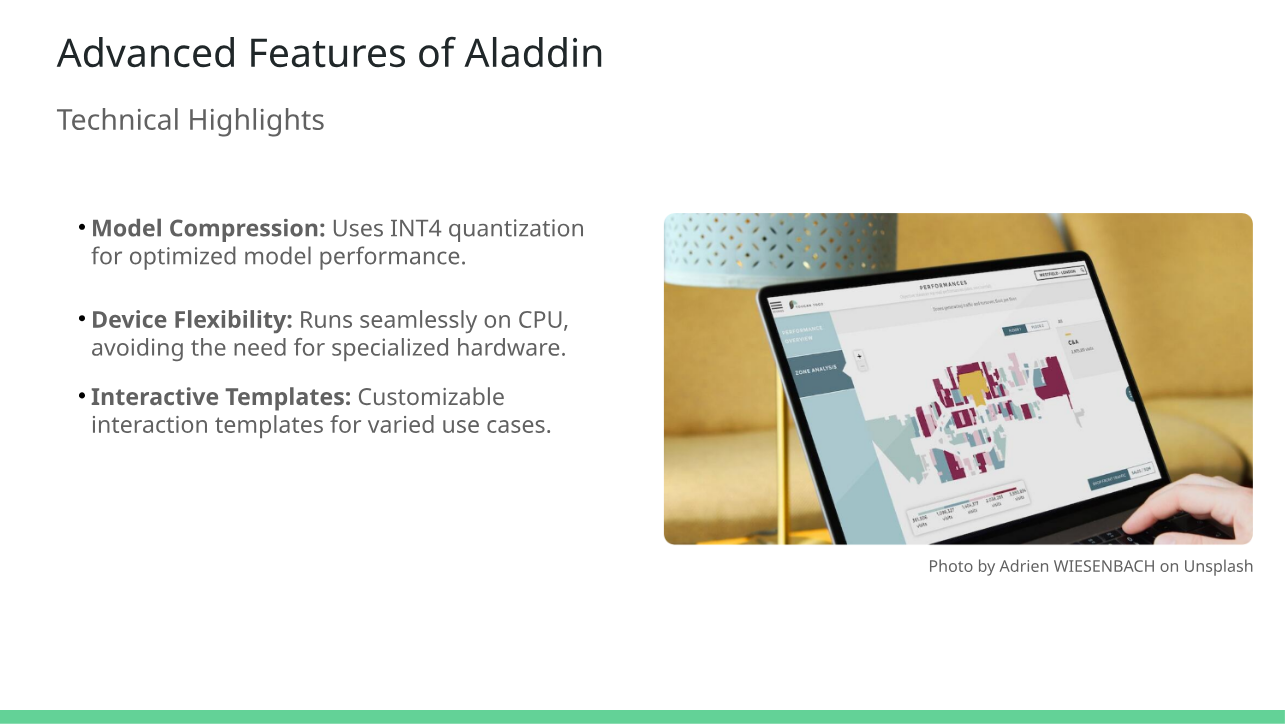 Advanced Features of Aladdin
Technical Highlights
• Model Compression: Uses INT4 quantization
for optimized model performance.
• Device Flexibility: Runs seamlessly on CPU,
avoiding the need for specialized hardware.
• Interactive Templates: Customizable
interaction templates for varied use cases.
PERFORMANCES
PERFORMANCE
OVERVIEW
ZONE ANALYSIS
C&A
Photo by Adrien WIESENBACH on Unsplash